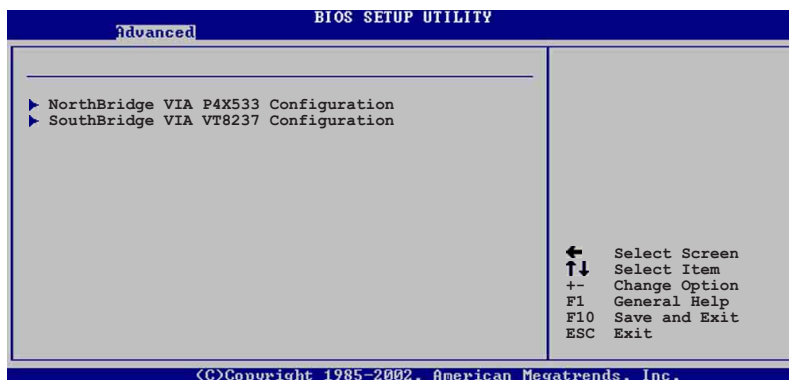 BIOS SETUP UTILITY
Advanced
NorthBridge VIA P4X533 Configuration
SouthBridge VIA VT8237 Configuration
← Select Screen
↑↓ Select Item
+- Change Option
F1 General Help
F10 Save and Exit
ESC Exit
(C)Copyright 1985-2002, American Megatrends, Inc.